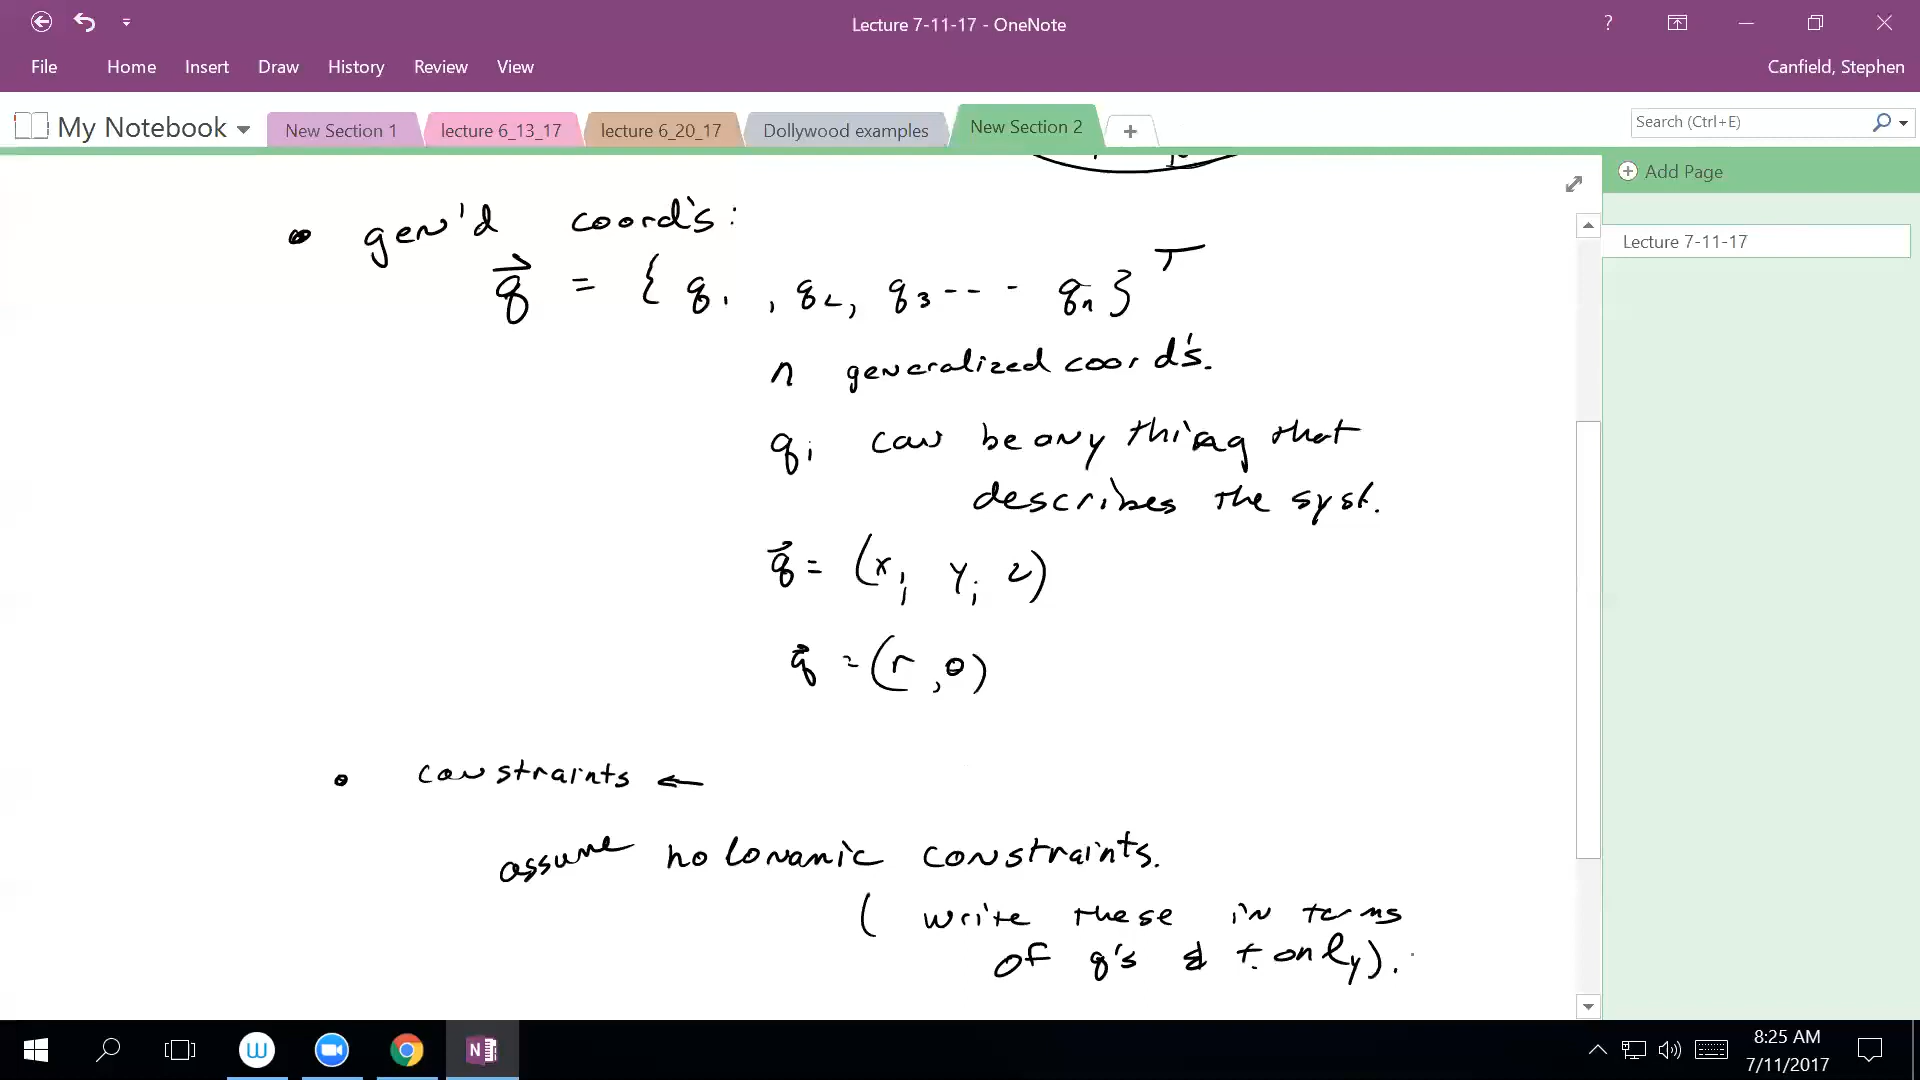 Lecture 7-11-17 - OneNote
?
File Home Insert Draw History Review View
Canfield, Stephen
My Notebook New Section 1 lecture 6_13_17 lecture 6_20_17 Dollywood examples New Section 2 +
Search (Ctrl+E)
Add Page
Lecture 7-11-17
• gen'd coord's:
q⃗ = { q1, q2, q3 --- qn }^T
n generalized coord's.
qi can be any thing that
describes the syst.
q⃗ = (x, y, z)
q⃗ = (r, θ)
• constraints ←
assume holonomic constraints.
( write these in terms
of q's & t only).
8:25 AM
7/11/2017